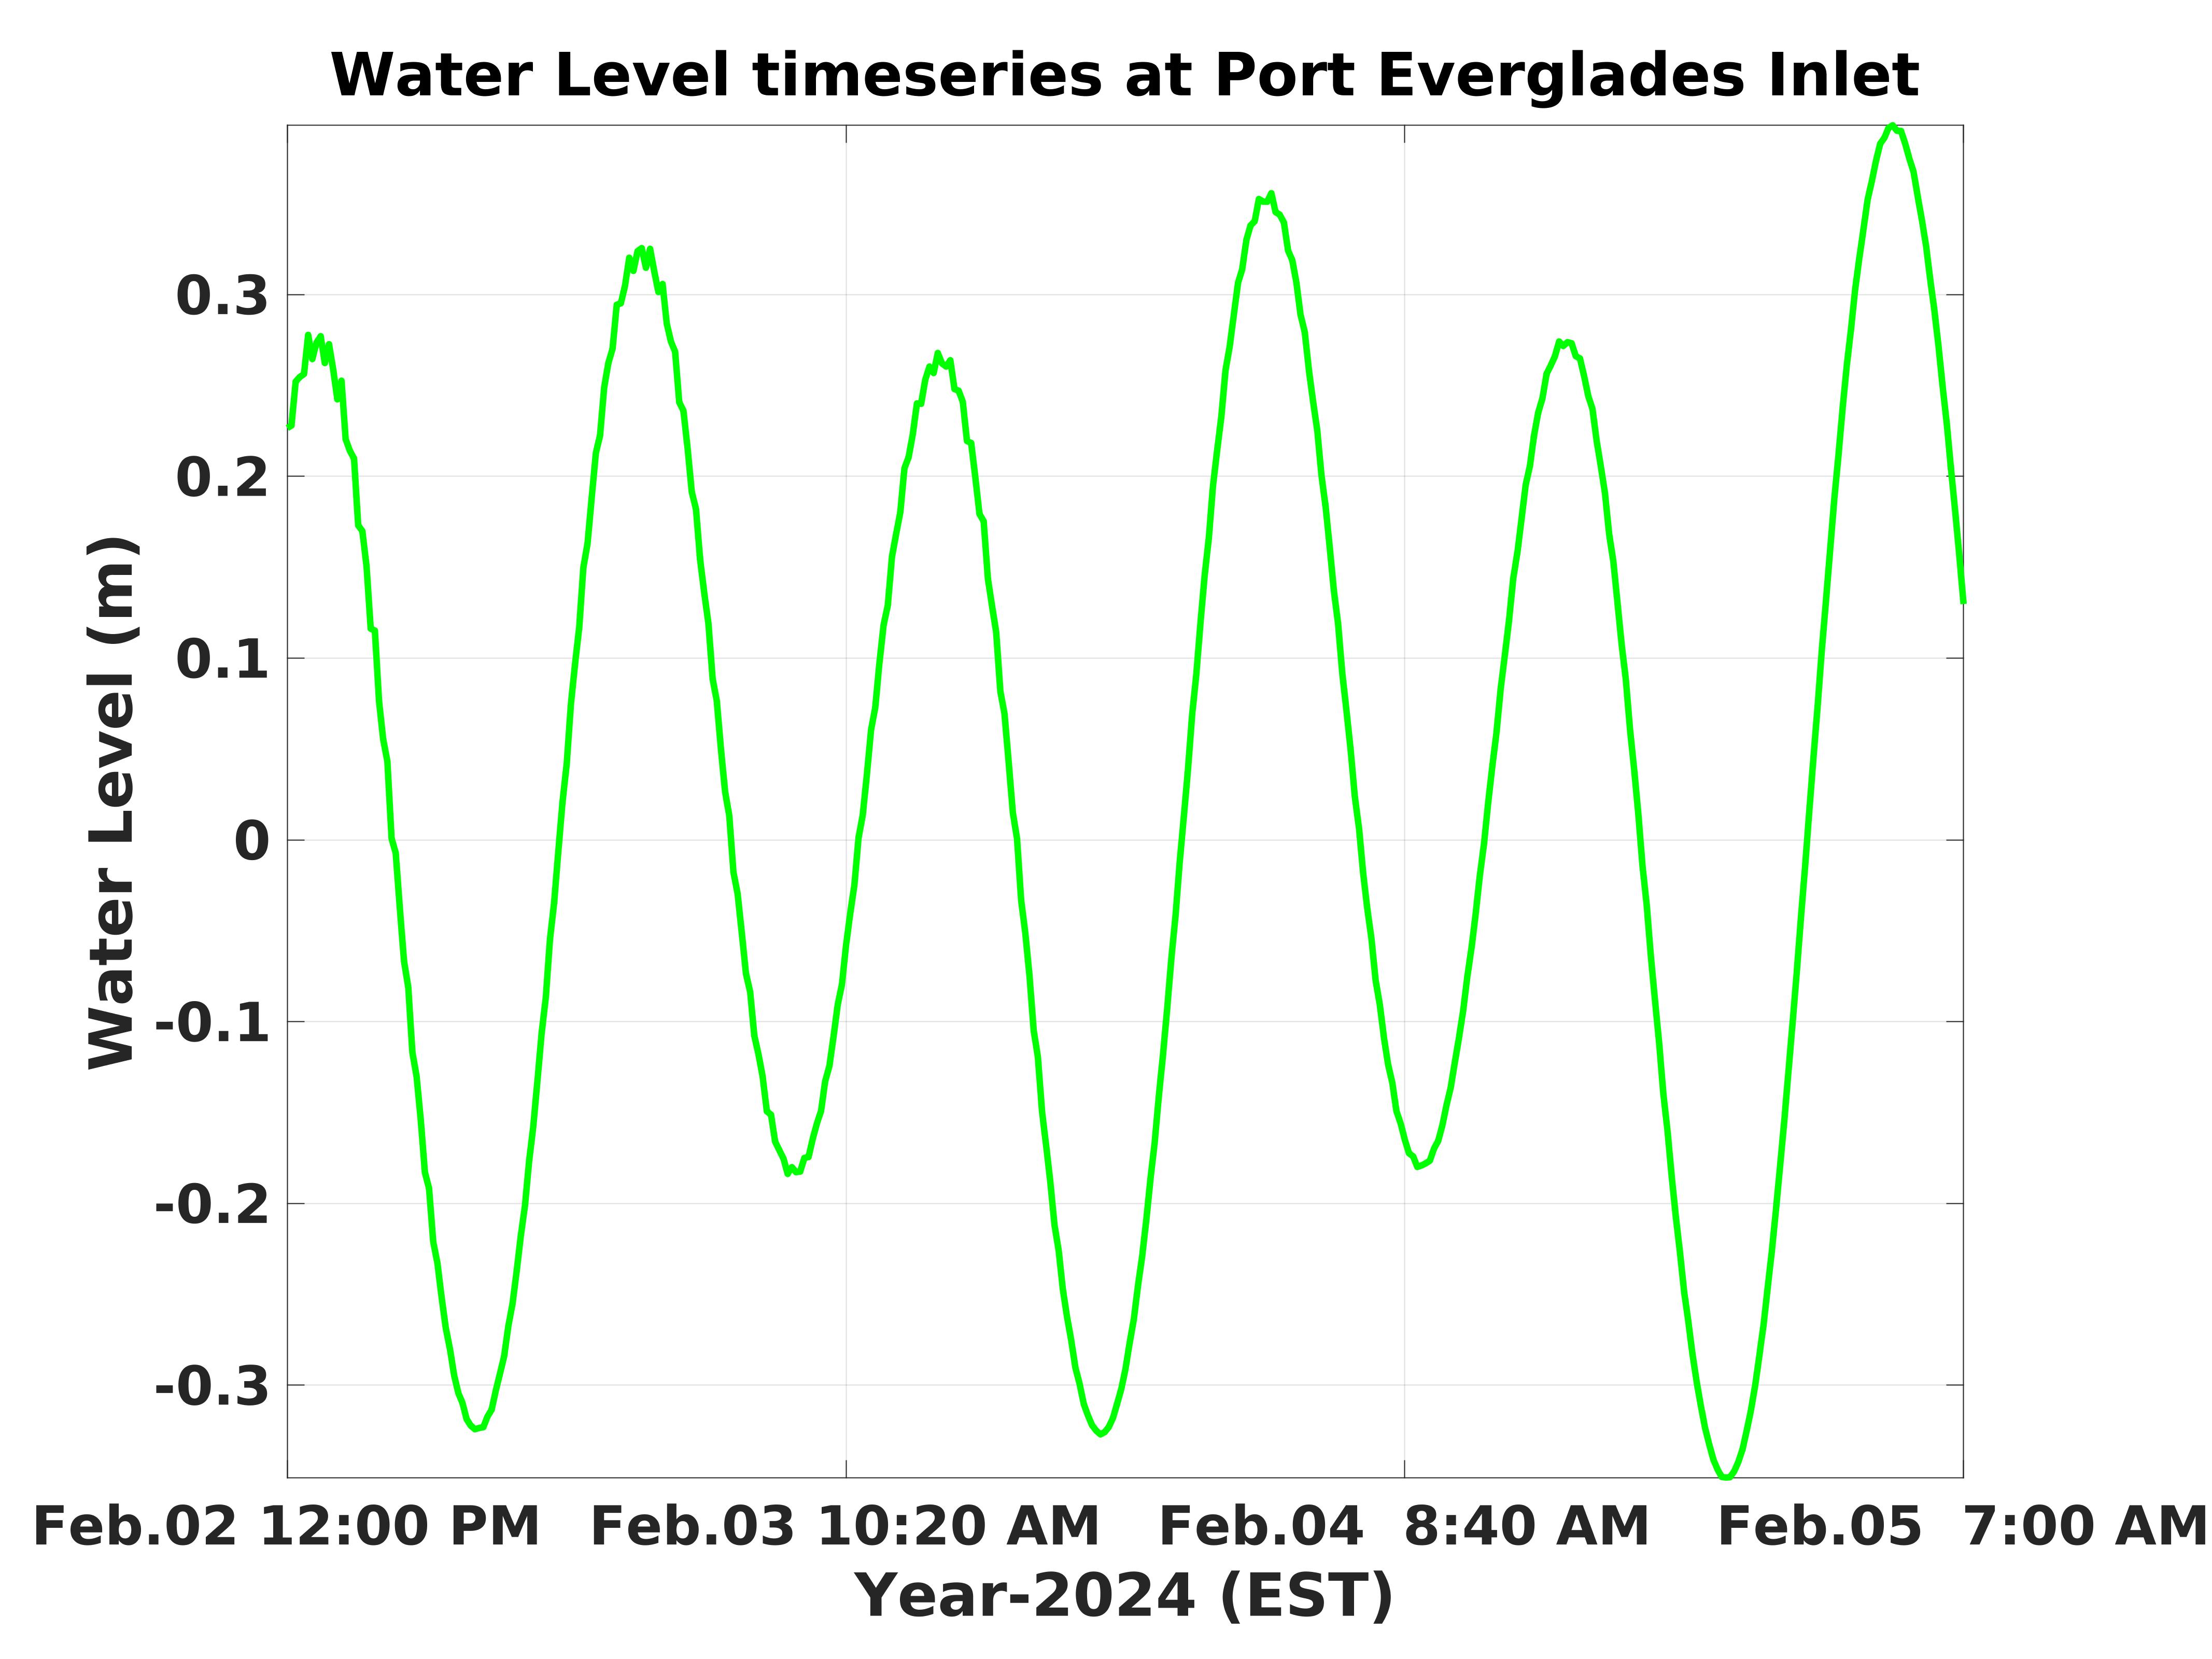 Water Level timeseries at Port Everglades Inlet
Water Level (m)
0.3
0.2
0.1
0
-0.1
-0.2
-0.3
Feb.02 12:00 PM Feb.03 10:20 AM Feb.04 8:40 AM Feb.05 7:00 AM
Year-2024 (EST)